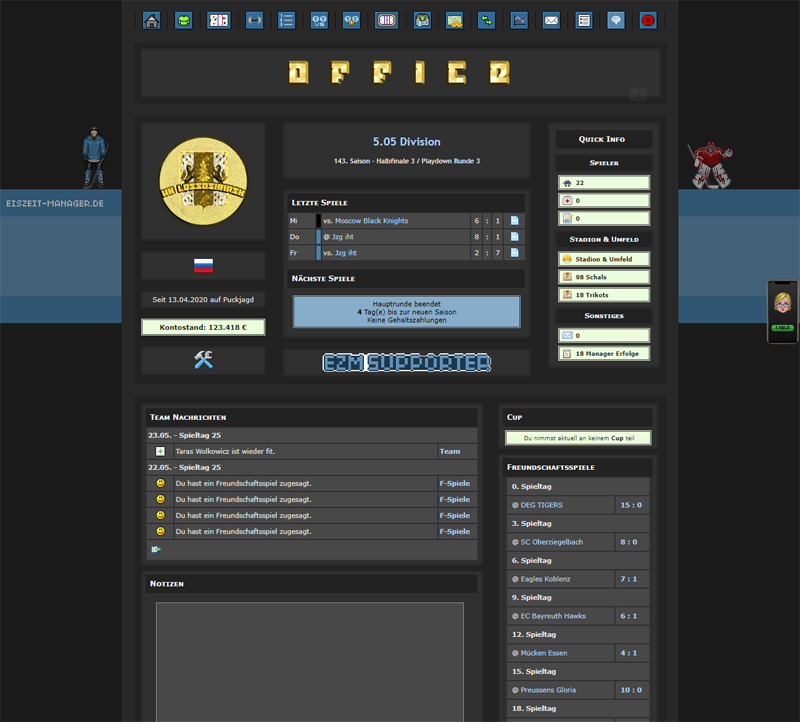 OFFICE
EISZEIT-MANAGER.DE
HK Lessosibirsk
Seit 13.04.2020 auf Puckjagd
Kontostand: 123.418 €
5.05 Division
143. Saison - Halbfinale 3 / Playdown Runde 3
Letzte Spiele
Mi vs. Moscow Black Knights 6 : 1
Do @ Jzg iht 8 : 1
Fr vs. Jzg iht 2 : 7
Nächste Spiele
Hauptrunde beendet
4 Tag(e) bis zur neuen Saison
Keine Gehaltszahlungen
EZM SUPPORTER
Quick Info
Spieler
22
0
0
Stadion & Umfeld
Stadion & Umfeld
98 Schals
18 Trikots
Sonstiges
0
18 Manager Erfolge
1 HELD
Team Nachrichten
23.05. - Spieltag 25
Taras Wolkowicz ist wieder fit. Team
22.05. - Spieltag 25
Du hast ein Freundschaftsspiel zugesagt. F-Spiele
Du hast ein Freundschaftsspiel zugesagt. F-Spiele
Du hast ein Freundschaftsspiel zugesagt. F-Spiele
Du hast ein Freundschaftsspiel zugesagt. F-Spiele
Notizen
Cup
Du nimmst aktuell an keinem Cup teil
Freundschaftsspiele
0. Spieltag
@ DEG TIGERS 15 : 0
3. Spieltag
@ SC Oberziegelbach 8 : 0
6. Spieltag
@ Eagles Koblenz 7 : 1
9. Spieltag
@ EC Bayreuth Hawks 6 : 1
12. Spieltag
@ Mücken Essen 4 : 1
15. Spieltag
@ Preussens Gloria 10 : 0
18. Spieltag